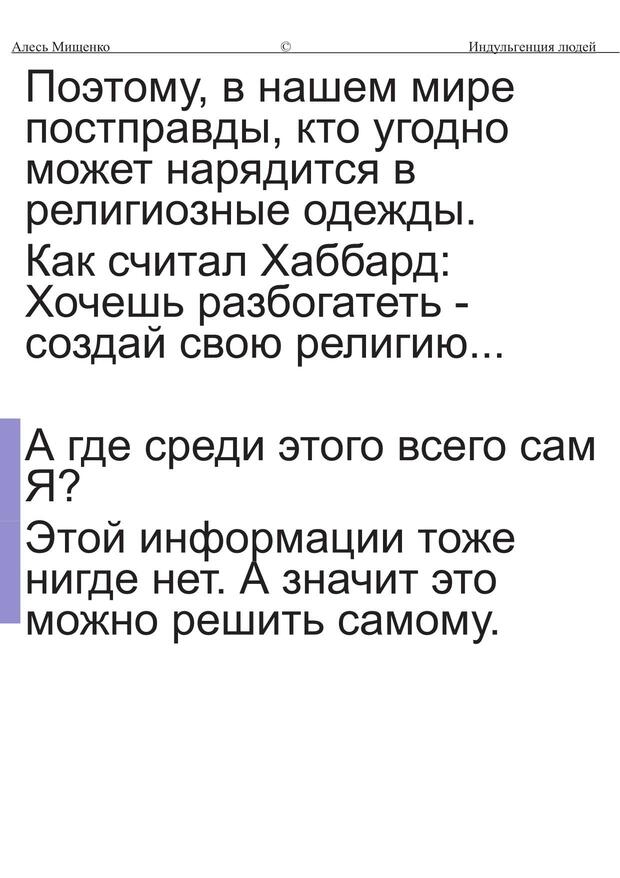 Алесь Мищенко © Индульгенция людей
Поэтому, в нашем мире
постправды, кто угодно
может нарядится в
религиозные одежды.
Как считал Хаббард:
Хочешь разбогатеть -
создай свою религию...
А где среди этого всего сам
Я?
Этой информации тоже
нигде нет. А значит это
можно решить самому.